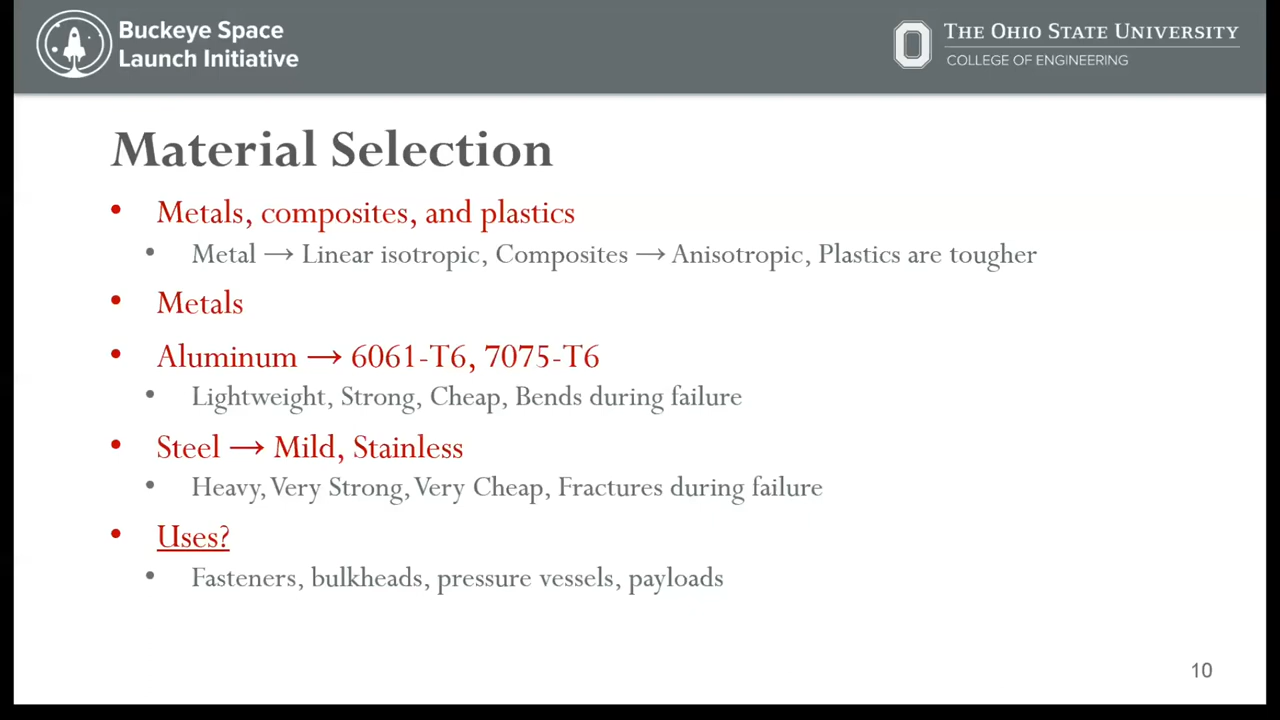 Buckeye Space
Launch Initiative
THE OHIO STATE UNIVERSITY
COLLEGE OF ENGINEERING
Material Selection
• Metals, composites, and plastics
• Metal → Linear isotropic, Composites → Anisotropic, Plastics are tougher
• Metals
• Aluminum → 6061-T6, 7075-T6
• Lightweight, Strong, Cheap, Bends during failure
• Steel → Mild, Stainless
• Heavy, Very Strong, Very Cheap, Fractures during failure
• Uses?
• Fasteners, bulkheads, pressure vessels, payloads
10